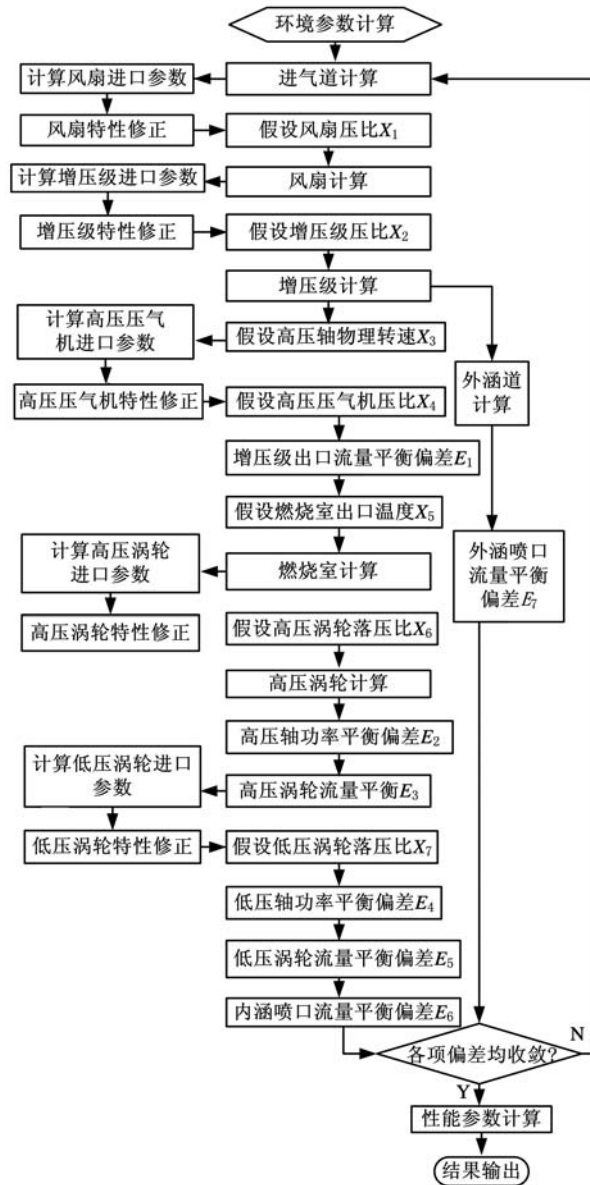 环境参数计算
计算风扇进口参数
进气道计算
风扇特性修正
假设风扇压比X1
计算增压级进口参数
风扇计算
增压级特性修正
假设增压级压比X2
增压级计算
计算高压压气
机进口参数
假设高压轴物理转速X3
外涵道
计算
高压压气机特性修正
假设高压压气机压比X4
增压级出口流量平衡偏差E1
假设燃烧室出口温度X5
计算高压涡轮
进口参数
燃烧室计算
外涵喷口
流量平衡
偏差E7
高压涡轮特性修正
假设高压涡轮落压比X6
高压涡轮计算
高压轴功率平衡偏差E2
计算低压涡轮进口
参数
高压涡轮流量平衡E3
低压涡轮特性修正
假设低压涡轮落压比X7
低压轴功率平衡偏差E4
低压涡轮流量平衡偏差E5
内涵喷口流量平衡偏差E6
各项偏差均收敛?
N
Y
性能参数计算
结果输出